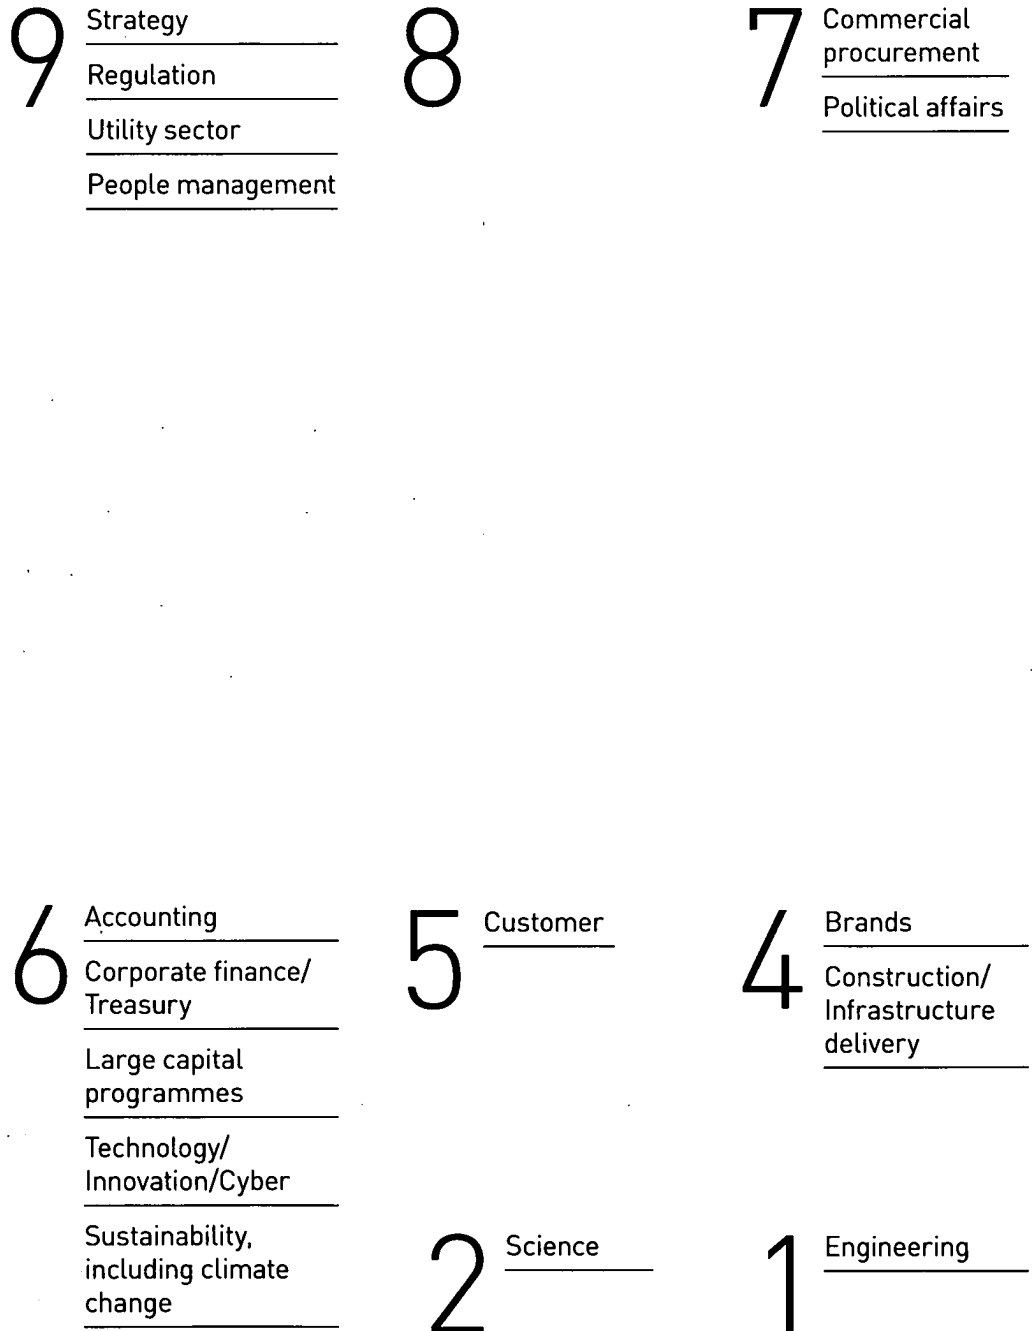 9
Strategy
Regulation
Utility sector
People management
8
7
Commercial
procurement
Political affairs
6
Accounting
Corporate finance/
Treasury
Large capital
programmes
Technology/
Innovation/Cyber
Sustainability,
including climate
change
5
Customer
4
Brands
Construction/
Infrastructure
delivery
2
Science
1
Engineering